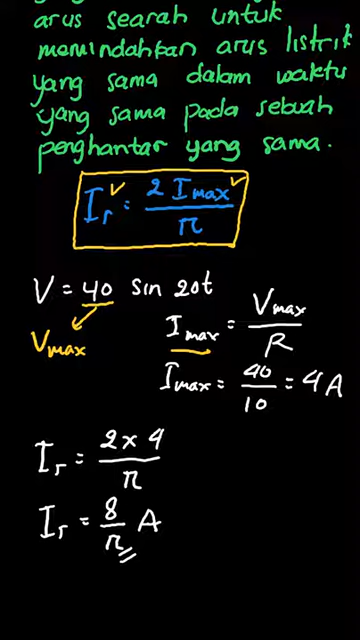 arus searah untuk
memindahkan arus listrik
yang sama dalam waktu
yang sama pada sebuah
penghantar yang sama.
Ir = 2 Imax / π
V = 40 sin 20t
Vmax
Imax = Vmax / R
Imax = 40 / 10 = 4 A
Ir = 2 x 4 / π
Ir = 8 / π A